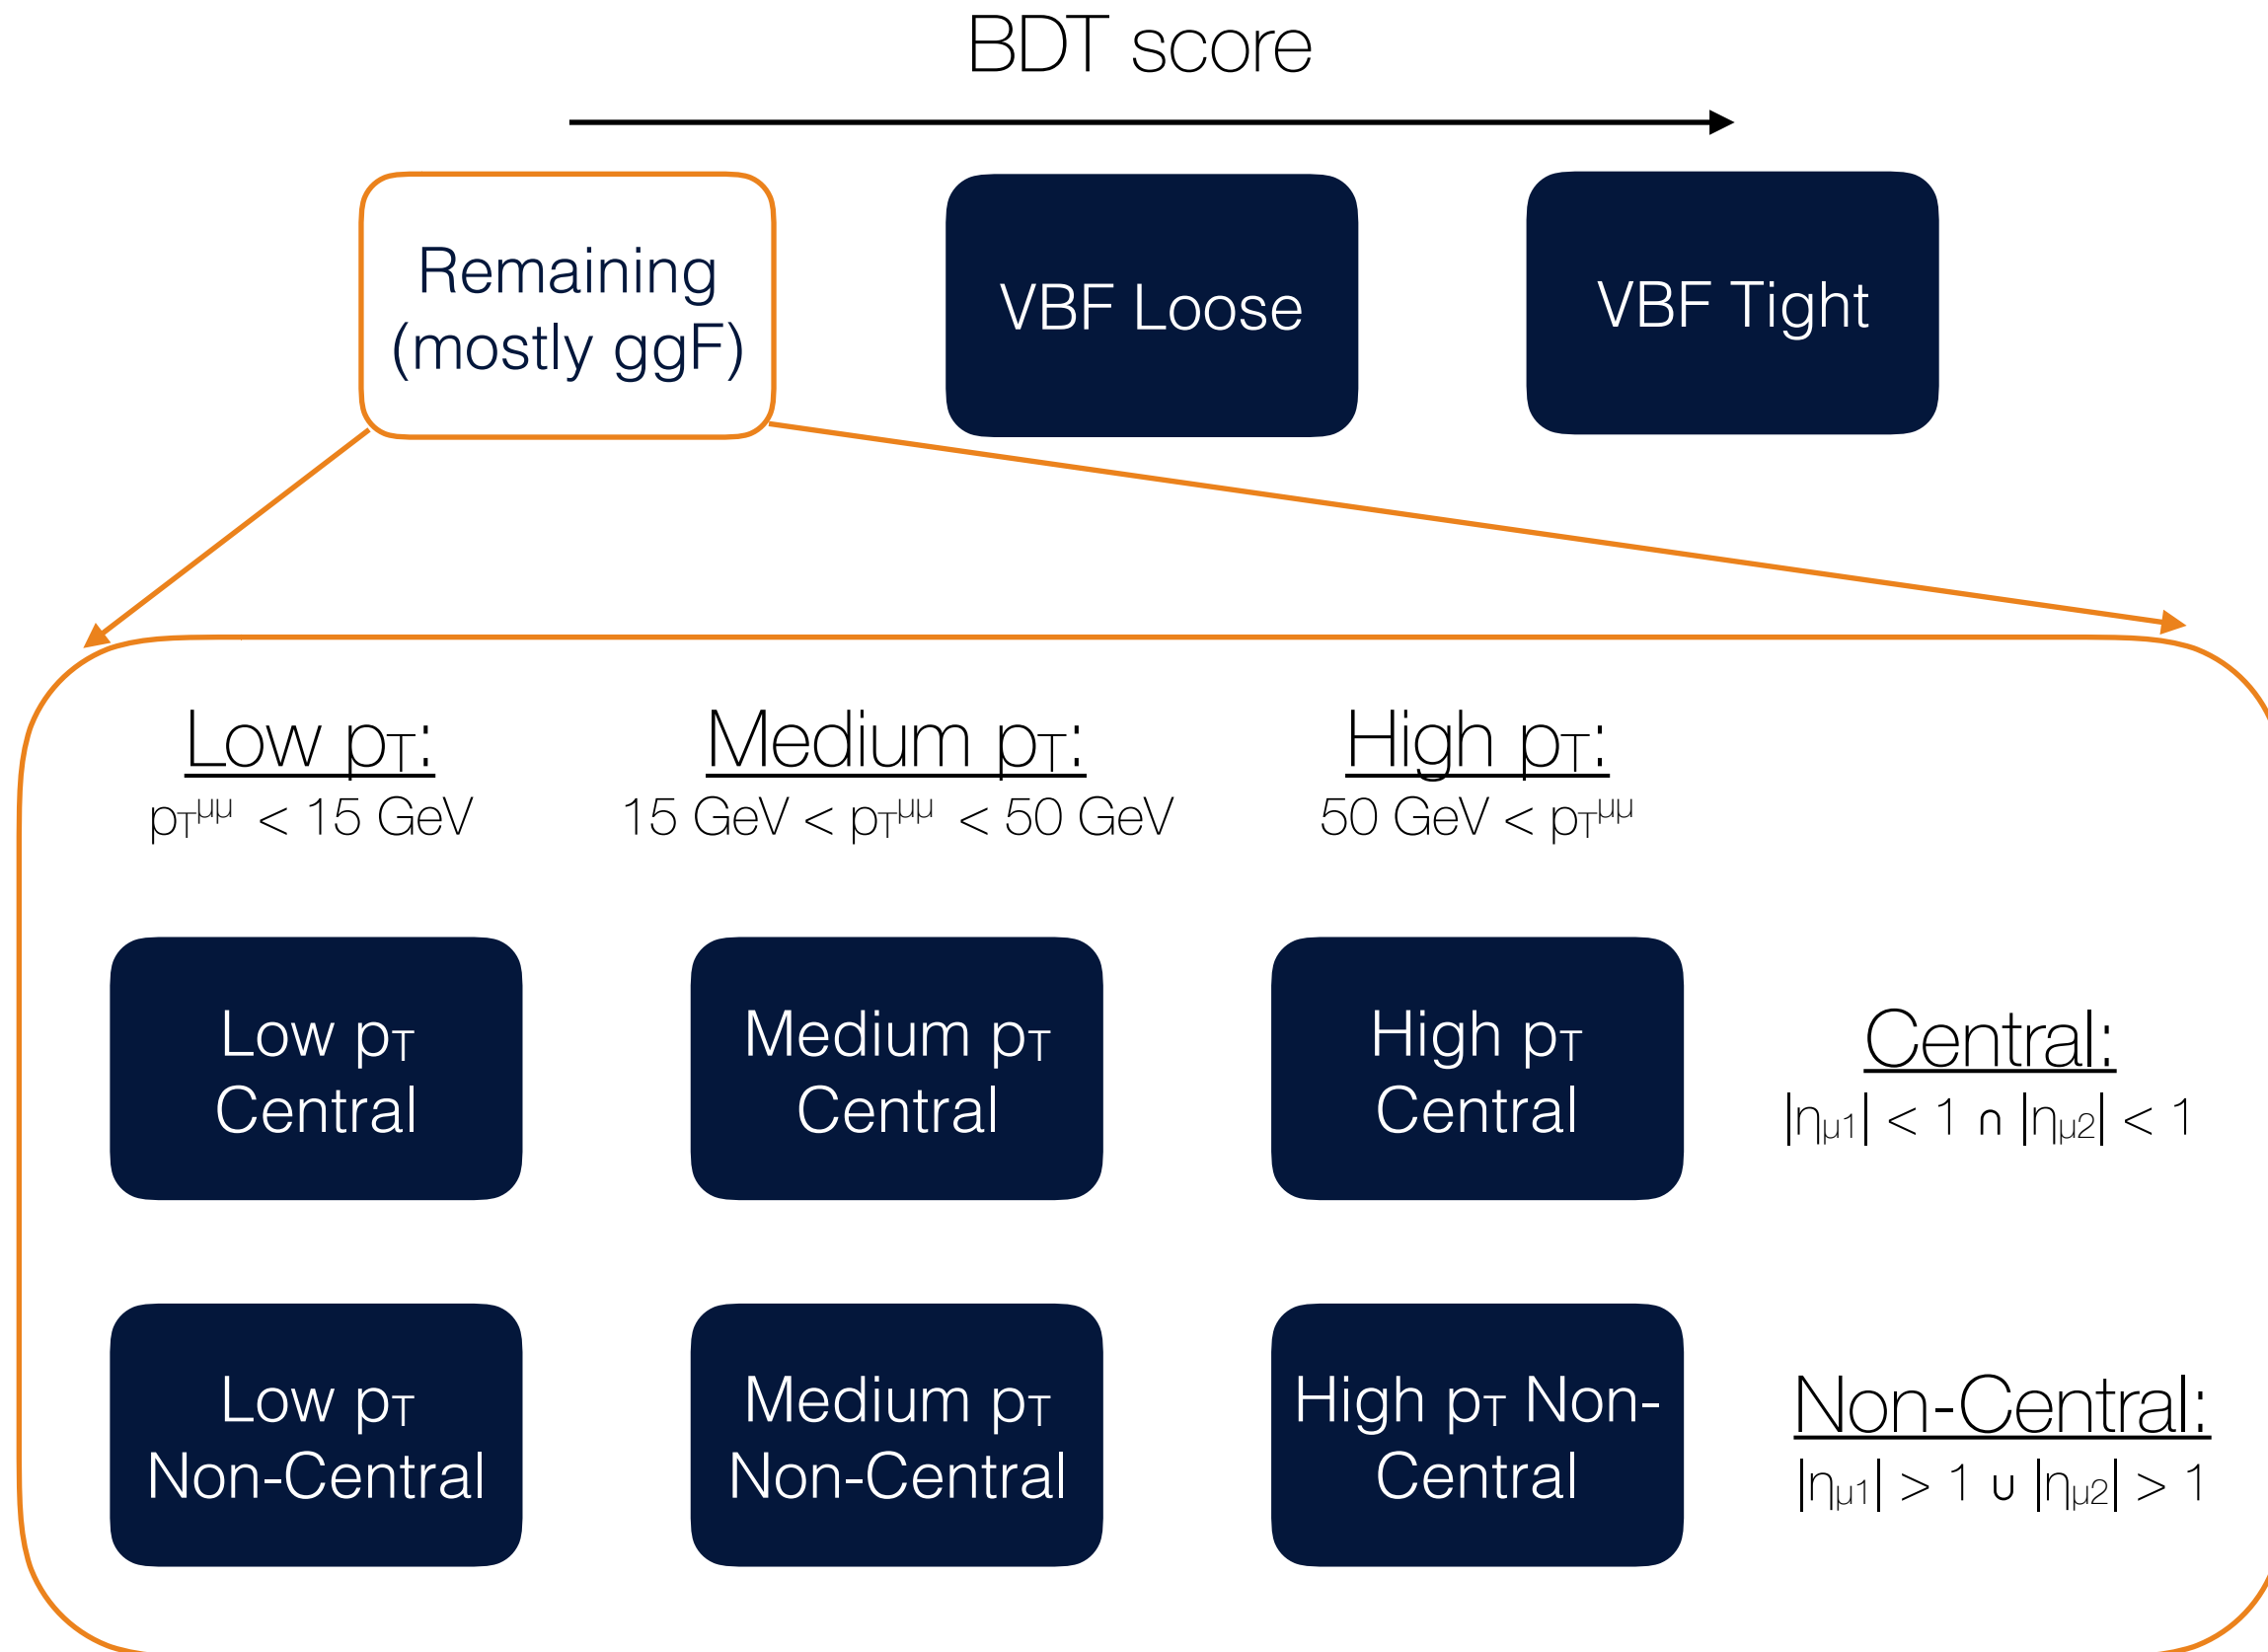 BDT score
Remaining
(mostly ggF)
VBF Loose
VBF Tight
Low pT:
pTμμ < 15 GeV
Medium pT:
15 GeV < pTμμ < 50 GeV
High pT:
50 GeV < pTμμ
Low pT
Central
Medium pT
Central
High pT
Central
Central:
|ημ1| < 1 ∩ |ημ2| < 1
Low pT
Non-Central
Medium pT
Non-Central
High pT Non-
Central
Non-Central:
|ημ1| > 1 ∪ |ημ2| > 1